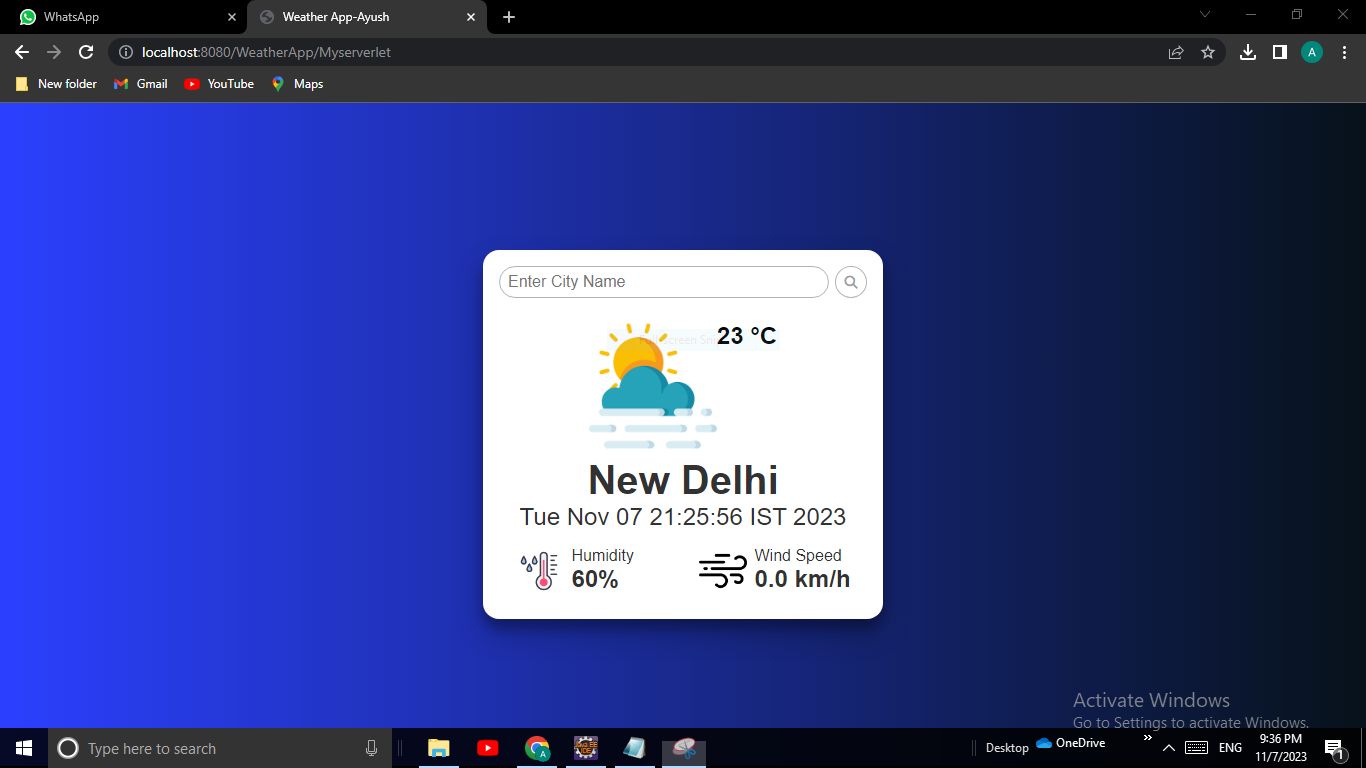 WhatsApp
Weather App-Ayush
localhost:8080/WeatherApp/Myserverlet
A
New folder
Gmail
YouTube
Maps
Enter City Name
23 °C
New Delhi
Tue Nov 07 21:25:56 IST 2023
Humidity
60%
Wind Speed
0.0 km/h
Activate Windows
Go to Settings to activate Windows.
Type here to search
A
Desktop
OneDrive
ENG
9:36 PM
11/7/2023
1